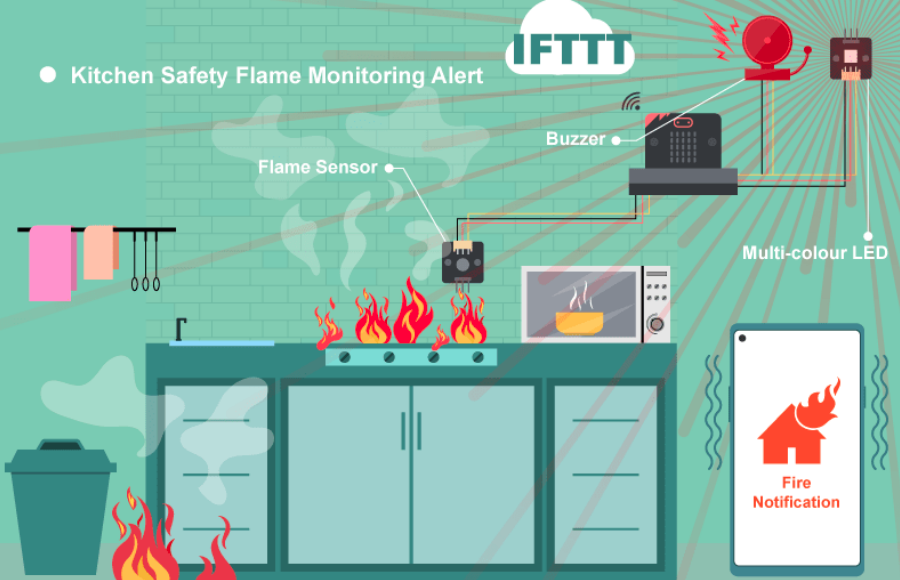 IFTTT
Kitchen Safety Flame Monitoring Alert
Buzzer
Flame Sensor
Multi-colour LED
Fire
Notification